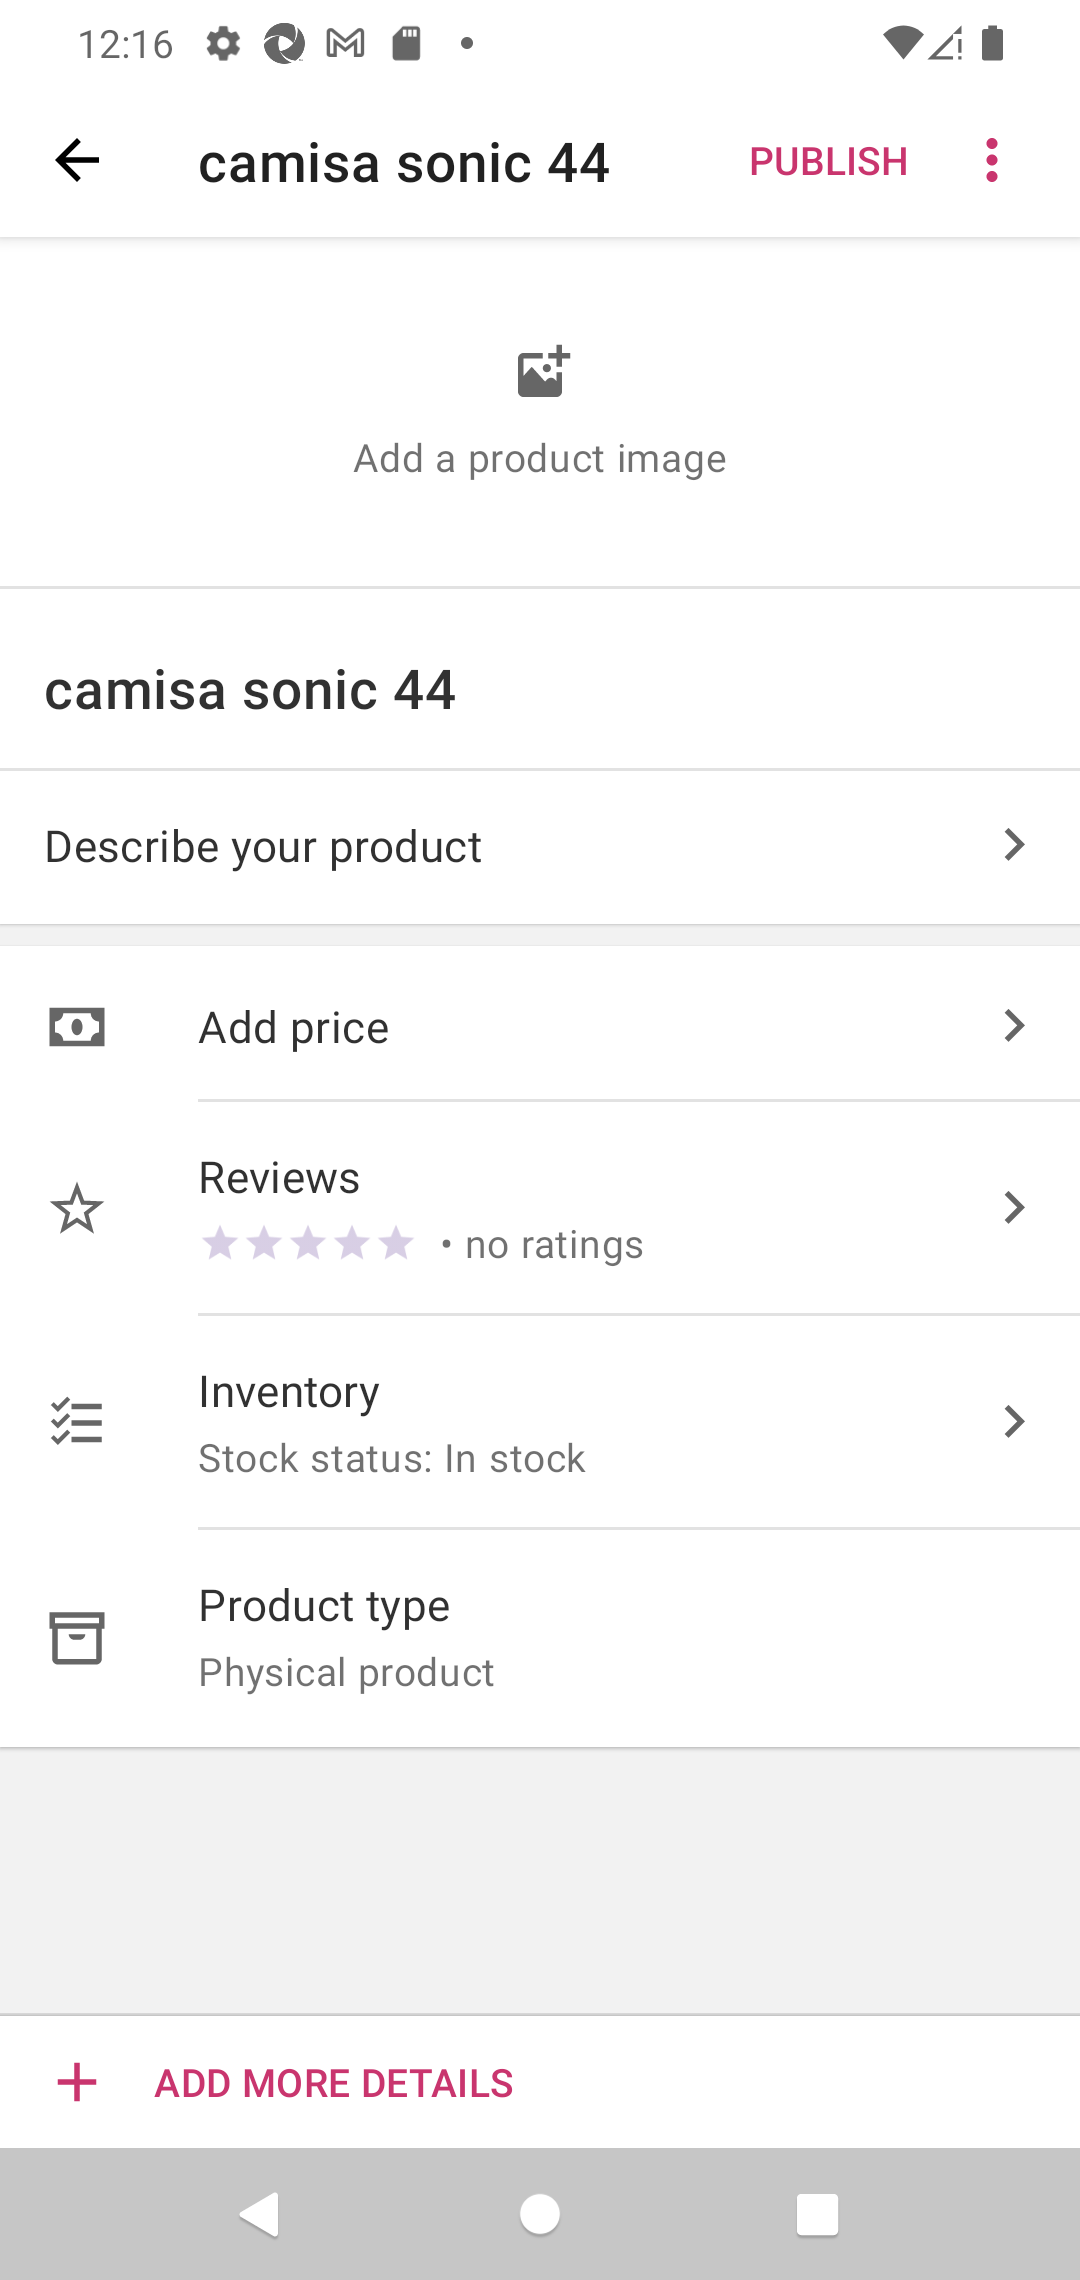 12:16
camisa sonic 44
PUBLISH
Add a product image
camisa sonic 44
Describe your product
Add price
Reviews
• no ratings
Inventory
Stock status: In stock
Product type
Physical product
ADD MORE DETAILS